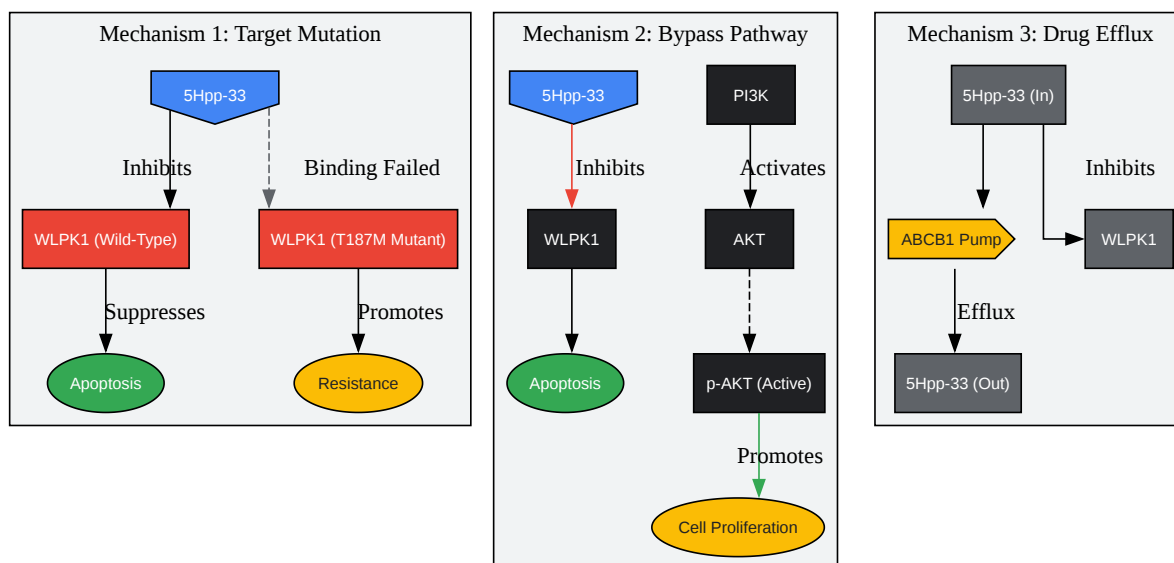 Mechanism 1: Target Mutation
5Hpp-33
Inhibits
Binding Failed
WLPK1 (Wild-Type)
WLPK1 (T187M Mutant)
Suppresses
Promotes
Apoptosis
Resistance
Mechanism 2: Bypass Pathway
5Hpp-33
PI3K
Inhibits
Activates
WLPK1
AKT
Apoptosis
p-AKT (Active)
Promotes
Cell Proliferation
Mechanism 3: Drug Efflux
5Hpp-33 (In)
Inhibits
ABCB1 Pump
WLPK1
Efflux
5Hpp-33 (Out)